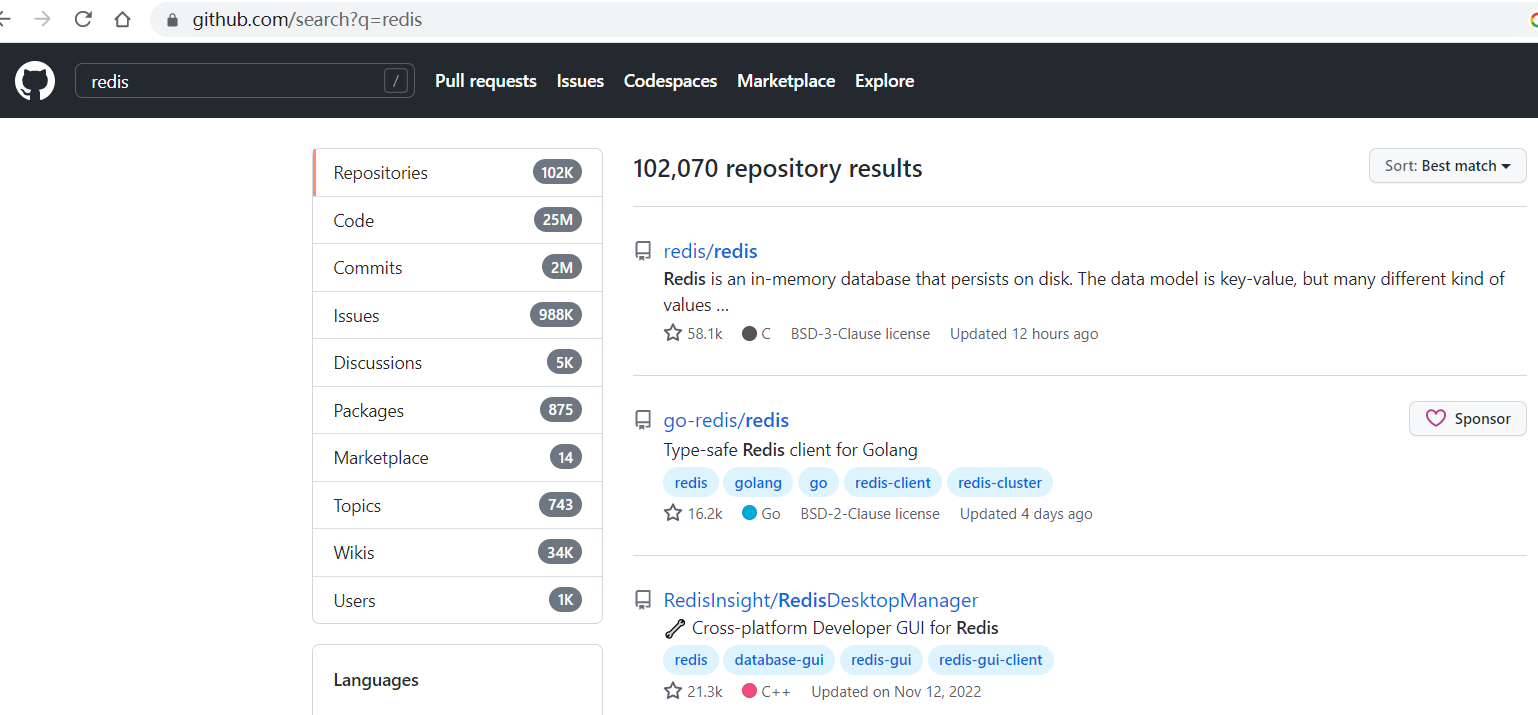 github.com/search?q=redis
redis /
Pull requests Issues Codespaces Marketplace Explore
Repositories 102K
Code 25M
Commits 2M
Issues 988K
Discussions 5K
Packages 875
Marketplace 14
Topics 743
Wikis 34K
Users 1K
Languages
102,070 repository results
Sort: Best match
redis/redis
Redis is an in-memory database that persists on disk. The data model is key-value, but many different kind of
values ...
58.1k C BSD-3-Clause license Updated 12 hours ago
go-redis/redis
Sponsor
Type-safe Redis client for Golang
redis golang go redis-client redis-cluster
16.2k Go BSD-2-Clause license Updated 4 days ago
RedisInsight/RedisDesktopManager
Cross-platform Developer GUI for Redis
redis database-gui redis-gui redis-gui-client
21.3k C++ Updated on Nov 12, 2022